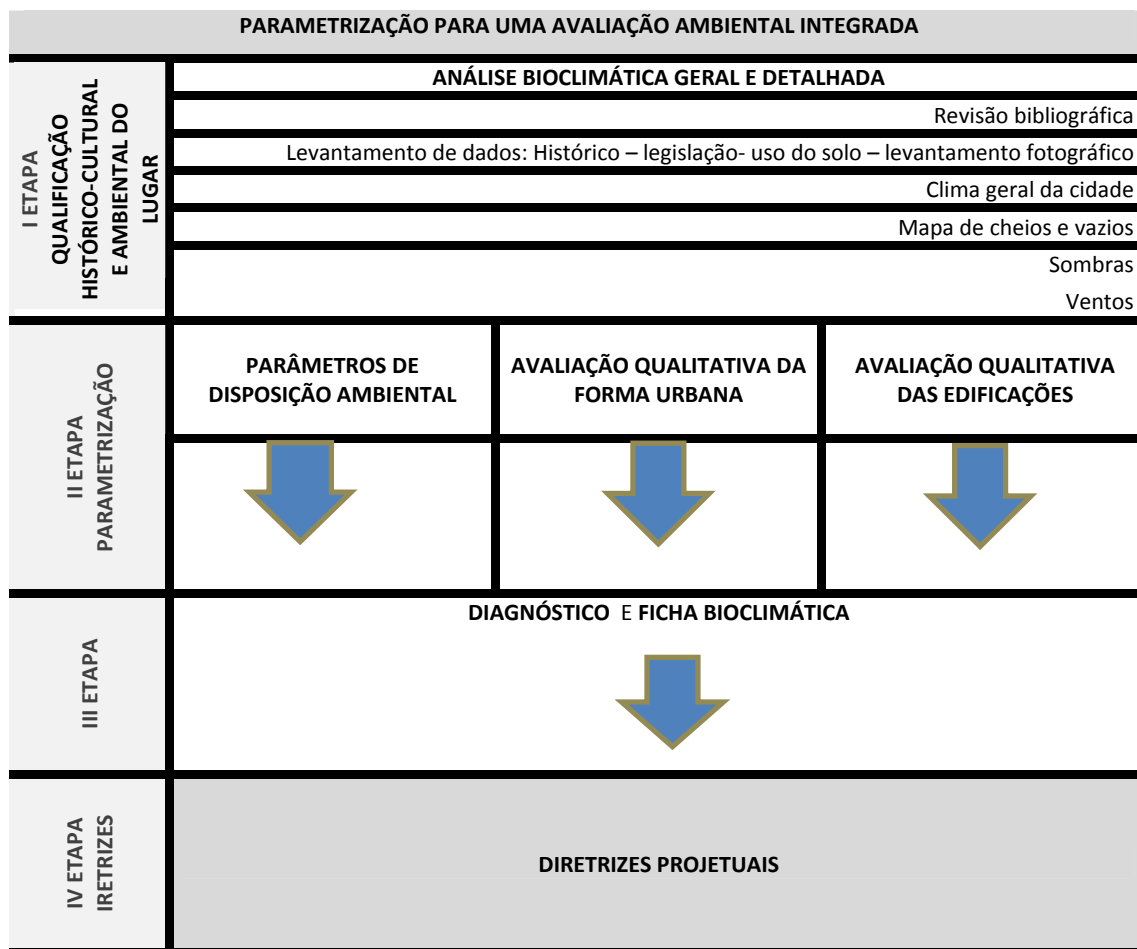 PARAMETRIZAÇÃO PARA UMA AVALIAÇÃO AMBIENTAL INTEGRADA
I ETAPA
QUALIFICAÇÃO
HISTÓRICO-CULTURAL
E AMBIENTAL DO
LUGAR
ANÁLISE BIOCLIMÁTICA GERAL E DETALHADA
Revisão bibliográfica
Levantamento de dados: Histórico – legislação- uso do solo – levantamento fotográfico
Clima geral da cidade
Mapa de cheios e vazios
Sombras
Ventos
II ETAPA
PARAMETRIZAÇÃO
PARÂMETROS DE
DISPOSIÇÃO AMBIENTAL
AVALIAÇÃO QUALITATIVA DA
FORMA URBANA
AVALIAÇÃO QUALITATIVA
DAS EDIFICAÇÕES
III ETAPA
DIAGNÓSTICO E FICHA BIOCLIMÁTICA
IV ETAPA
IRETRIZES
DIRETRIZES PROJETUAIS